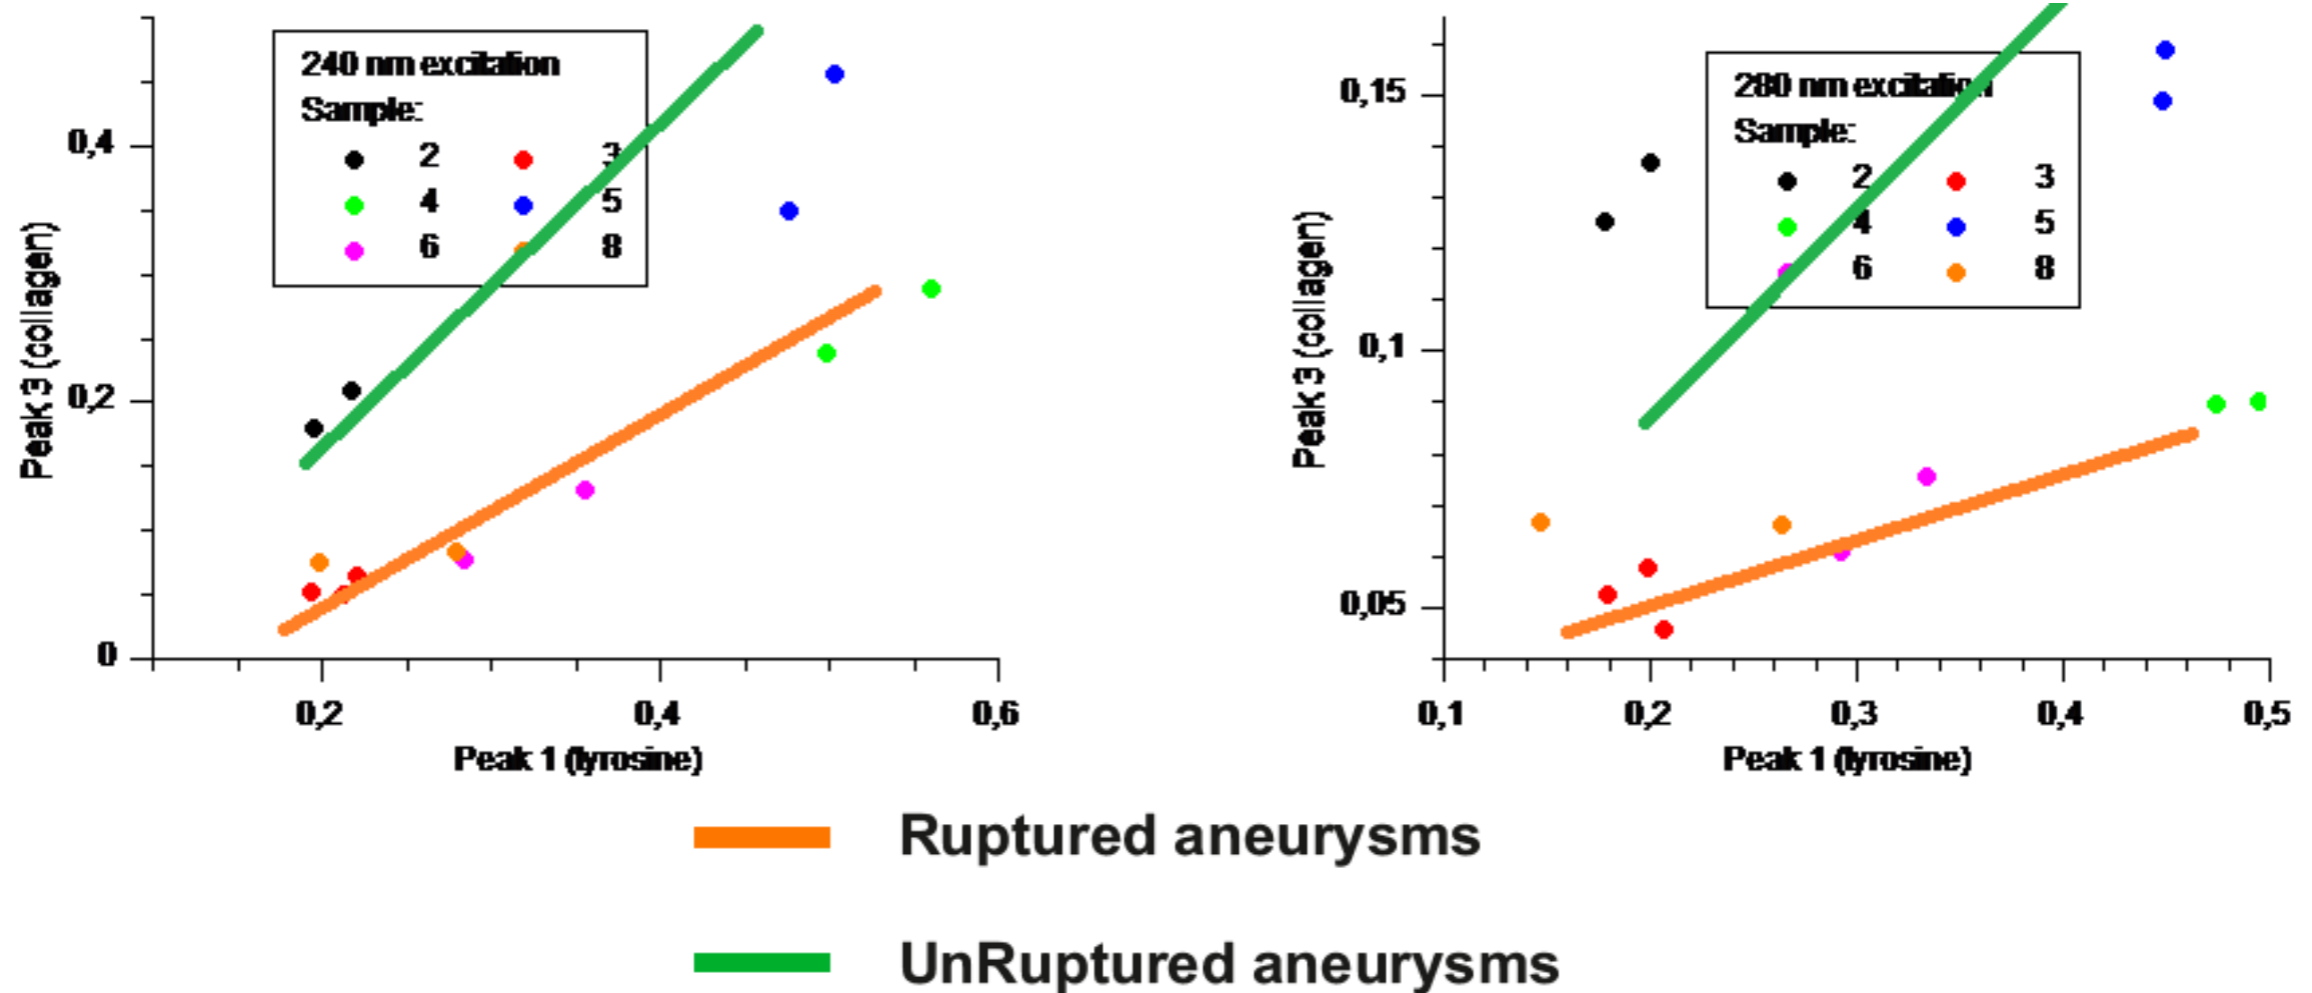 240 nm excitation
Sample:
2 3
4 5
6 8
0,4
0,2
0
Peak 3 (collagen)
0,2 0,4 0,6
Peak 1 (tyrosine)
280 nm excitation
Sample:
2 3
4 5
6 8
0,15
0,1
0,05
Peak 3 (collagen)
0,1 0,2 0,3 0,4 0,5
Peak 1 (tyrosine)
Ruptured aneurysms
UnRuptured aneurysms